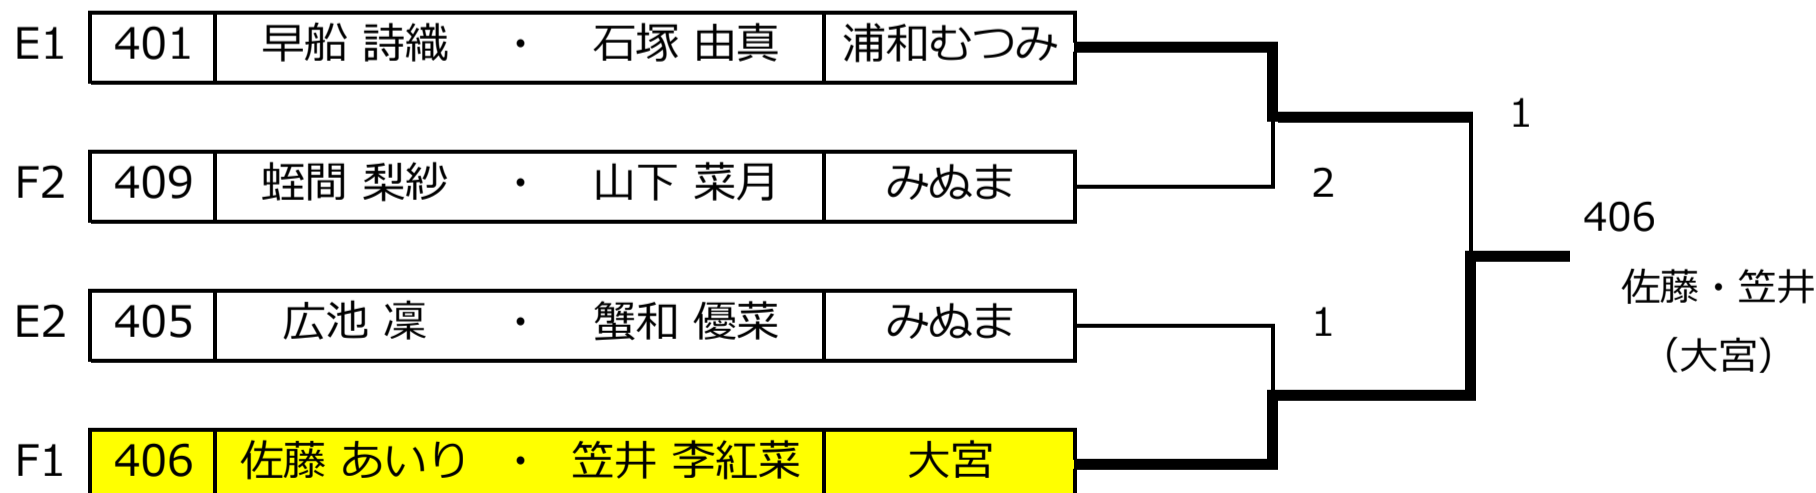 E1 401 早船 詩織 ・ 石塚 由真 浦和むつみ
1
F2 409 蛭間 梨紗 ・ 山下 菜月 みぬま 2
406
佐藤・笠井
E2 405 広池 凜 ・ 蟹和 優菜 みぬま 1
（大宮）
F1 406 佐藤 あいり ・ 笠井 李紅菜 大宮